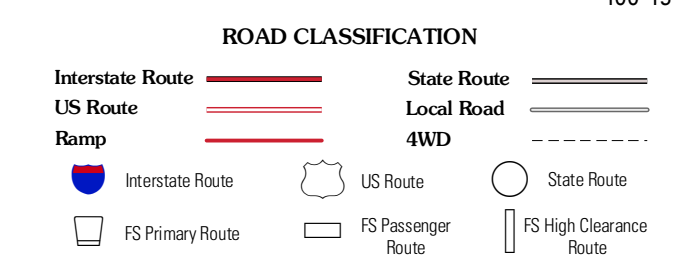 ROAD CLASSIFICATION
Interstate Route State Route
US Route Local Road
Ramp 4WD
Interstate Route US Route State Route
FS Primary Route FS Passenger Route FS High Clearance Route